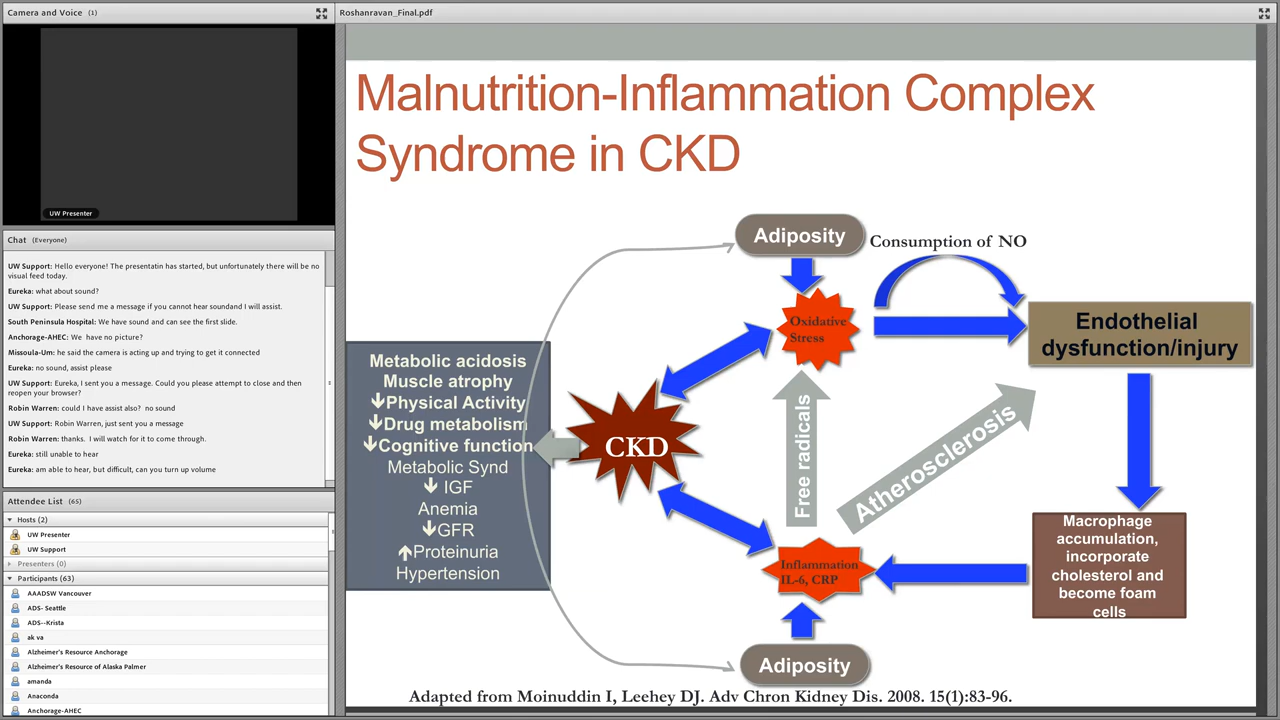 Camera and Voice (1)
UW Presenter
Chat (Everyone)
UW Support: Hello everyone! The presentatin has started, but unfortunately there will be no
visual feed today.
Eureka: what about sound?
UW Support: Please send me a message if you cannot hear soundand I will assist.
South Peninsula Hospital: We have sound and can see the first slide.
Anchorage-AHEC: We have no picture?
Missoula-Um: he said the camera is acting up and trying to get it connected
Eureka: no sound, assist please
UW Support: Eureka, I sent you a message. Could you please attempt to close and then
reopen your browser?
Robin Warren: could I have assist also? no sound
UW Support: Robin Warren, just sent you a message
Robin Warren: thanks. I will watch for it to come through.
Eureka: still unable to hear
Eureka: am able to hear, but difficult, can you turn up volume
Attendee List (65)
Hosts (2)
UW Presenter
UW Support
Presenters (0)
Participants (63)
AAADSW Vancouver
ADS- Seattle
ADS--Krista
ak va
Alzheimer's Resource Anchorage
Alzheimer's Resource of Alaska Palmer
amanda
Anaconda
Anchorage-AHEC
Roshanravan_Final.pdf
Malnutrition-Inflammation Complex
Syndrome in CKD
Adiposity
Consumption of NO
Oxidative
Stress
Endothelial
dysfunction/injury
Metabolic acidosis
Muscle atrophy
↓Physical Activity
↓Drug metabolism
↓Cognitive function
Metabolic Synd
↓ IGF
Anemia
↓GFR
↑Proteinuria
Hypertension
CKD
Free radicals
Atherosclerosis
Macrophage
accumulation,
incorporate
cholesterol and
become foam
cells
Inflammation
IL-6, CRP
Adiposity
Adapted from Moinuddin I, Leehey DJ. Adv Chron Kidney Dis. 2008. 15(1):83-96.